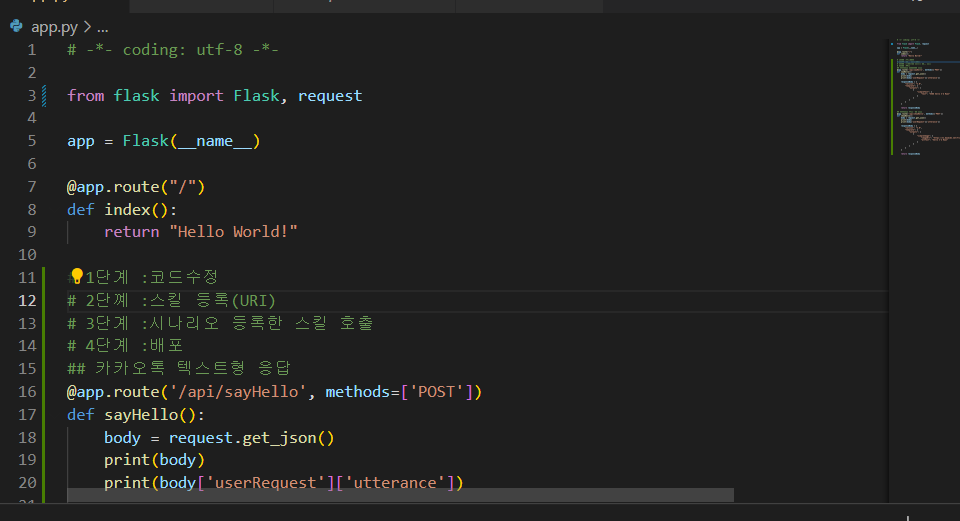 app.py > ...
1 # -*- coding: utf-8 -*-
2
3 from flask import Flask, request
4
5 app = Flask(__name__)
6
7 @app.route("/")
8 def index():
9 return "Hello World!"
10
11 # 1단계 :코드수정
12 # 2단꼐 :스킬 등록(URI)
13 # 3단계 :시나리오 등록한 스킬 호출
14 # 4단계 :배포
15 ## 카카오톡 텍스트형 응답
16 @app.route('/api/sayHello', methods=['POST'])
17 def sayHello():
18 body = request.get_json()
19 print(body)
20 print(body['userRequest']['utterance'])